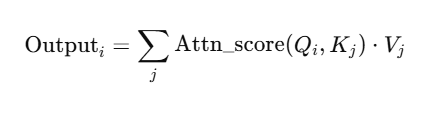 Output_i = ∑_j Attn_score(Q_i, K_j) · V_j